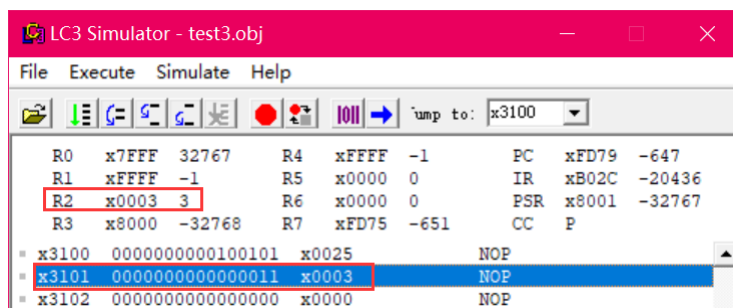 LC3 Simulator - test3.obj
File Execute Simulate Help
Jump to: x3100
R0 x7FFF 32767 R4 xFFFF -1 PC xFD79 -647
R1 xFFFF -1 R5 x0000 0 IR xB02C -20436
R2 x0003 3 R6 x0000 0 PSR x8001 -32767
R3 x8000 -32768 R7 xFD75 -651 CC P
x3100 0000000000100101 x0025 NOP
x3101 0000000000000011 x0003 NOP
x3102 0000000000000000 x0000 NOP